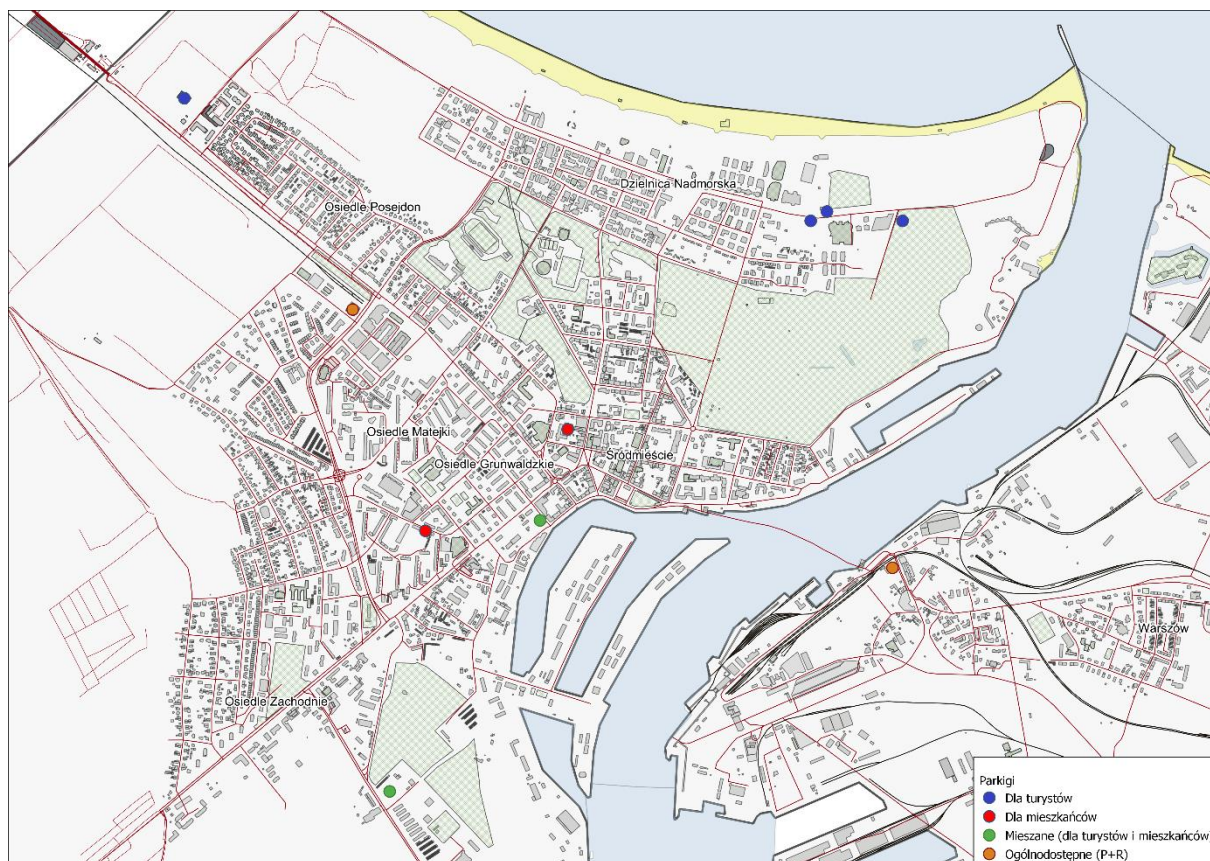 Dzielnica Nadmorska
Osiedle Posejdon
Osiedle Matejki
Osiedle Grunwaldzkie
Śródmieście
Warszów
Osiedle Zachodnie
Parkigi
Dla turystów
Dla mieszkańców
Mieszane (dla turystów i mieszkańców)
Ogólnodostępne (P+R)